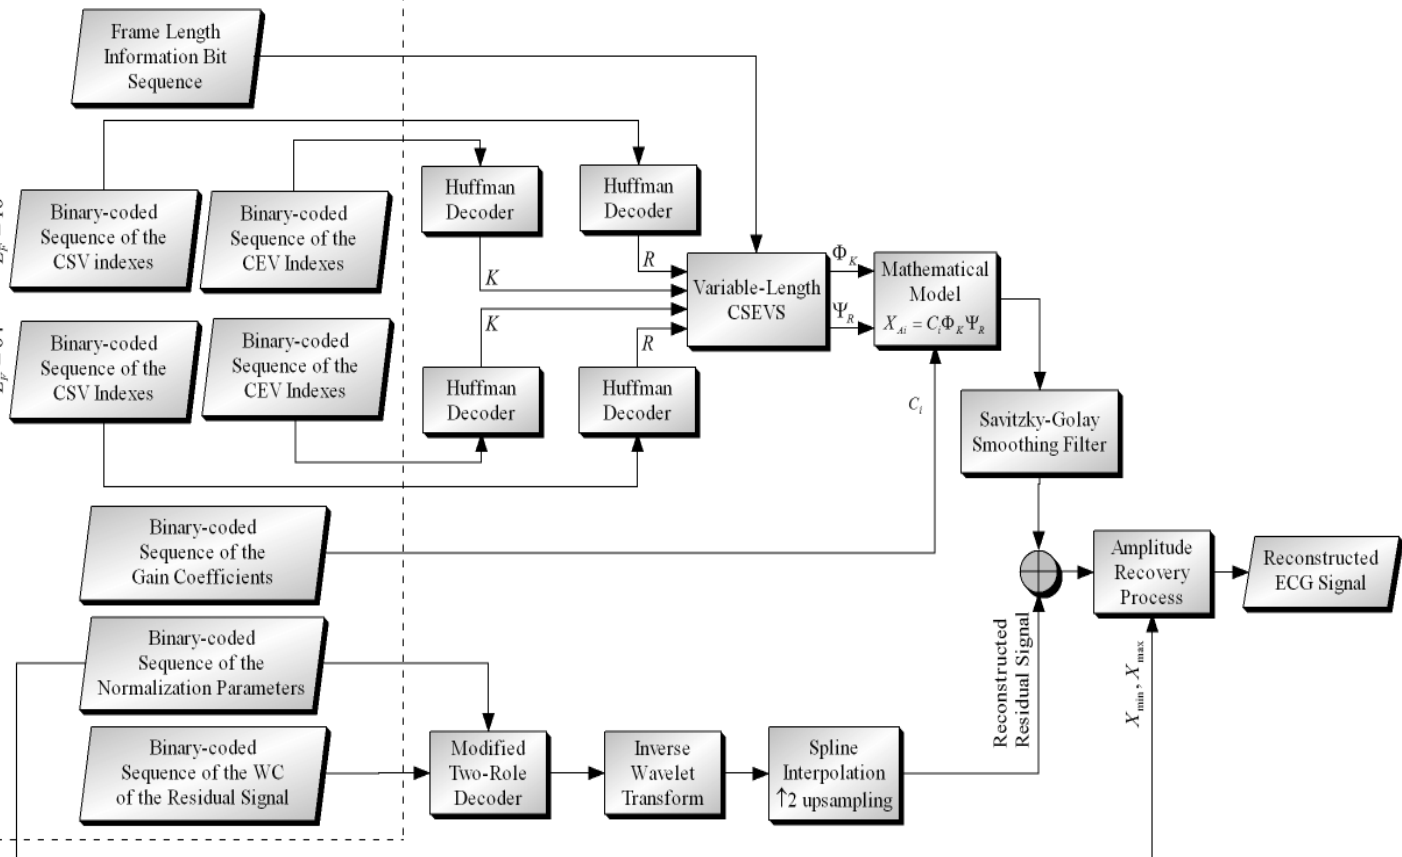 Frame Length
Information Bit
Sequence
Binary-coded
Sequence of the
CSV indexes
Binary-coded
Sequence of the
CEV Indexes
Huffman
Decoder
Huffman
Decoder
K
R
Binary-coded
Sequence of the
CSV Indexes
Binary-coded
Sequence of the
CEV Indexes
K
R
Huffman
Decoder
Huffman
Decoder
Variable-Length
CSEVS
Φ_K
Ψ_R
Mathematical
Model
X_{Ai} = C_i Φ_K Ψ_R
C_i
Savitzky-Golay
Smoothing Filter
Binary-coded
Sequence of the
Gain Coefficients
Amplitude
Recovery
Process
Reconstructed
ECG Signal
Reconstructed
Residual Signal
X_min, X_max
Binary-coded
Sequence of the
Normalization Parameters
Binary-coded
Sequence of the WC
of the Residual Signal
Modified
Two-Role
Decoder
Inverse
Wavelet
Transform
Spline
Interpolation
↑2 upsampling